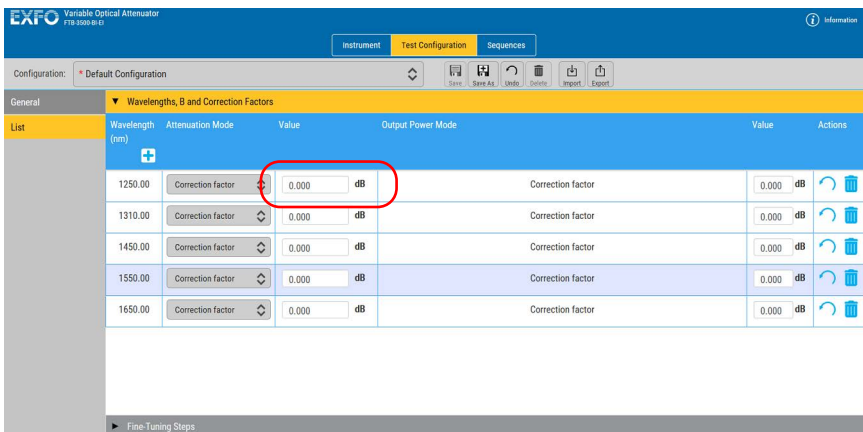 EXFO Variable Optical Attenuator
FTB-3500-BI-EI
Information
Instrument Test Configuration Sequences
Configuration: * Default Configuration Save Save As Undo Delete Import Export
General
List
▼ Wavelengths, B and Correction Factors
Wavelength (nm) Attenuation Mode Value Output Power Mode Value Actions
1250.00 Correction factor 0.000 dB Correction factor 0.000 dB
1310.00 Correction factor 0.000 dB Correction factor 0.000 dB
1450.00 Correction factor 0.000 dB Correction factor 0.000 dB
1550.00 Correction factor 0.000 dB Correction factor 0.000 dB
1650.00 Correction factor 0.000 dB Correction factor 0.000 dB
► Fine-Tuning Steps